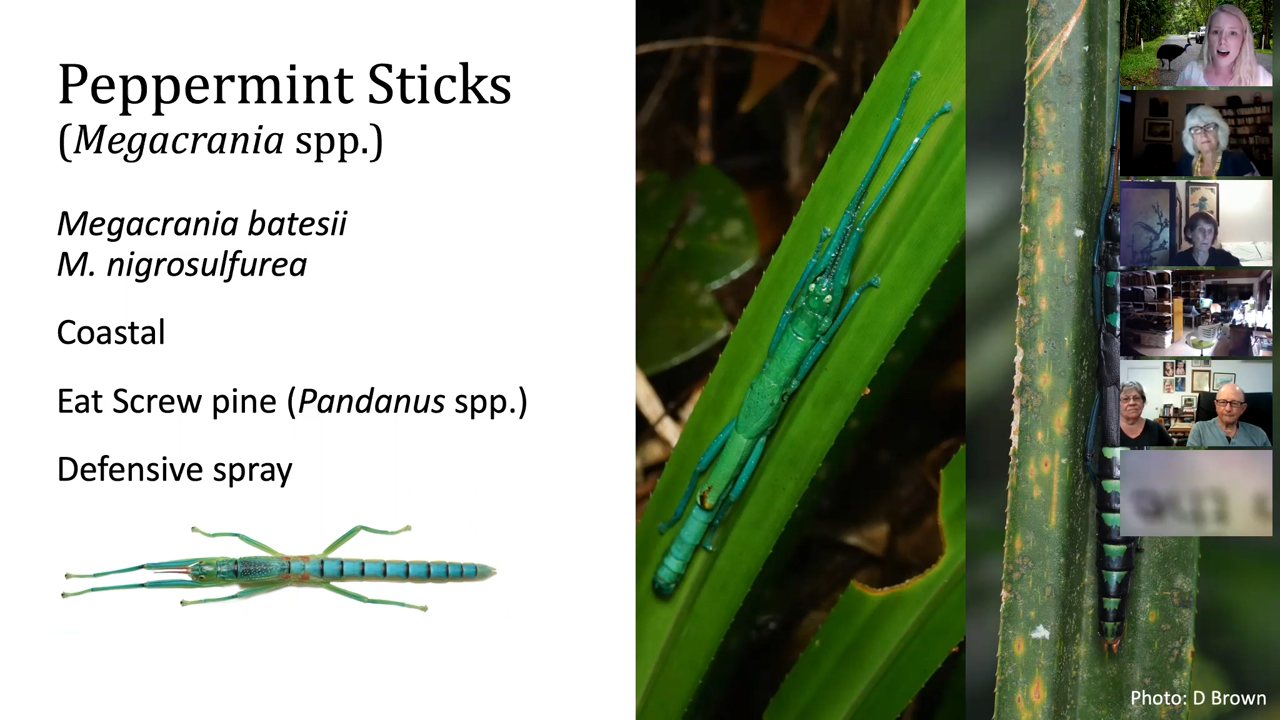 Peppermint Sticks
(Megacrania spp.)
Megacrania batesii
M. nigrosulfurea
Coastal
Eat Screw pine (Pandanus spp.)
Defensive spray
Photo: D Brown